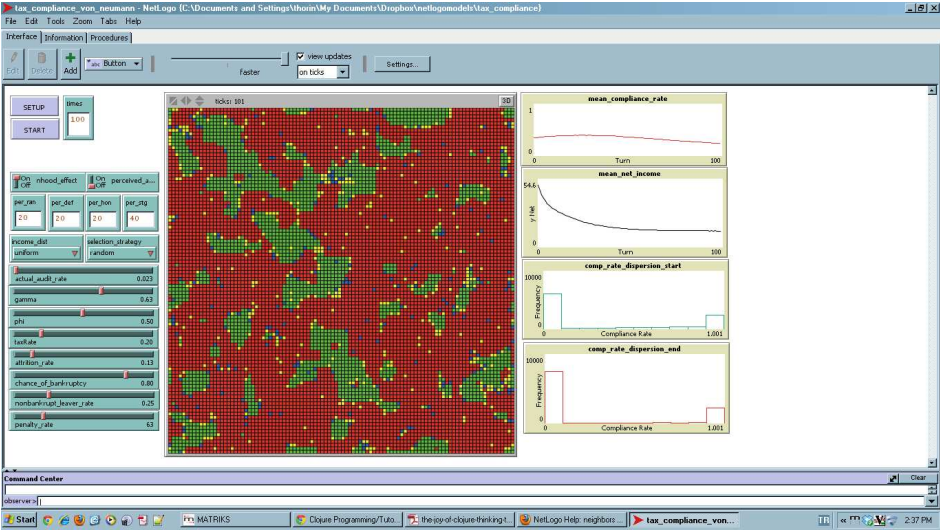 tax_compliance_von_neumann - NetLogo {C:\Documents and Settings\thorin\My Documents\Dropbox\netlogomodels\tax_compliance}
File Edit Tools Zoom Tabs Help
Interface Information Procedures
Edit Delete Add abc Button faster view updates on ticks Settings...
ticks: 101 3D
SETUP
START
times
100
On Off nhood_effect On Off perceived_a...
per_ran per_def per_hon per_stg
20 20 20 40
income_dist selection_strategy
uniform random
actual_audit_rate 0.023
gamma 0.63
phi 0.50
taxRate 0.20
attrition_rate 0.13
chance_of_bankruptcy 0.80
nonbankrupt_leaver_rate 0.25
penalty_rate 63
mean_compliance_rate
1
0
0 Turn 100
mean_net_income
54.6
y Net
0
0 Turn 100
comp_rate_dispersion_start
10000
Frequency
0
0 Compliance Rate 1.001
comp_rate_dispersion_end
10000
Frequency
0
0 Compliance Rate 1.001
Command Center Clear
observer>
Start MATRIKS Clojure Programming/Tuto... the-joy-of-clojure-thinking-t... NetLogo Help: neighbors ... tax_compliance_von... 2:37 PM